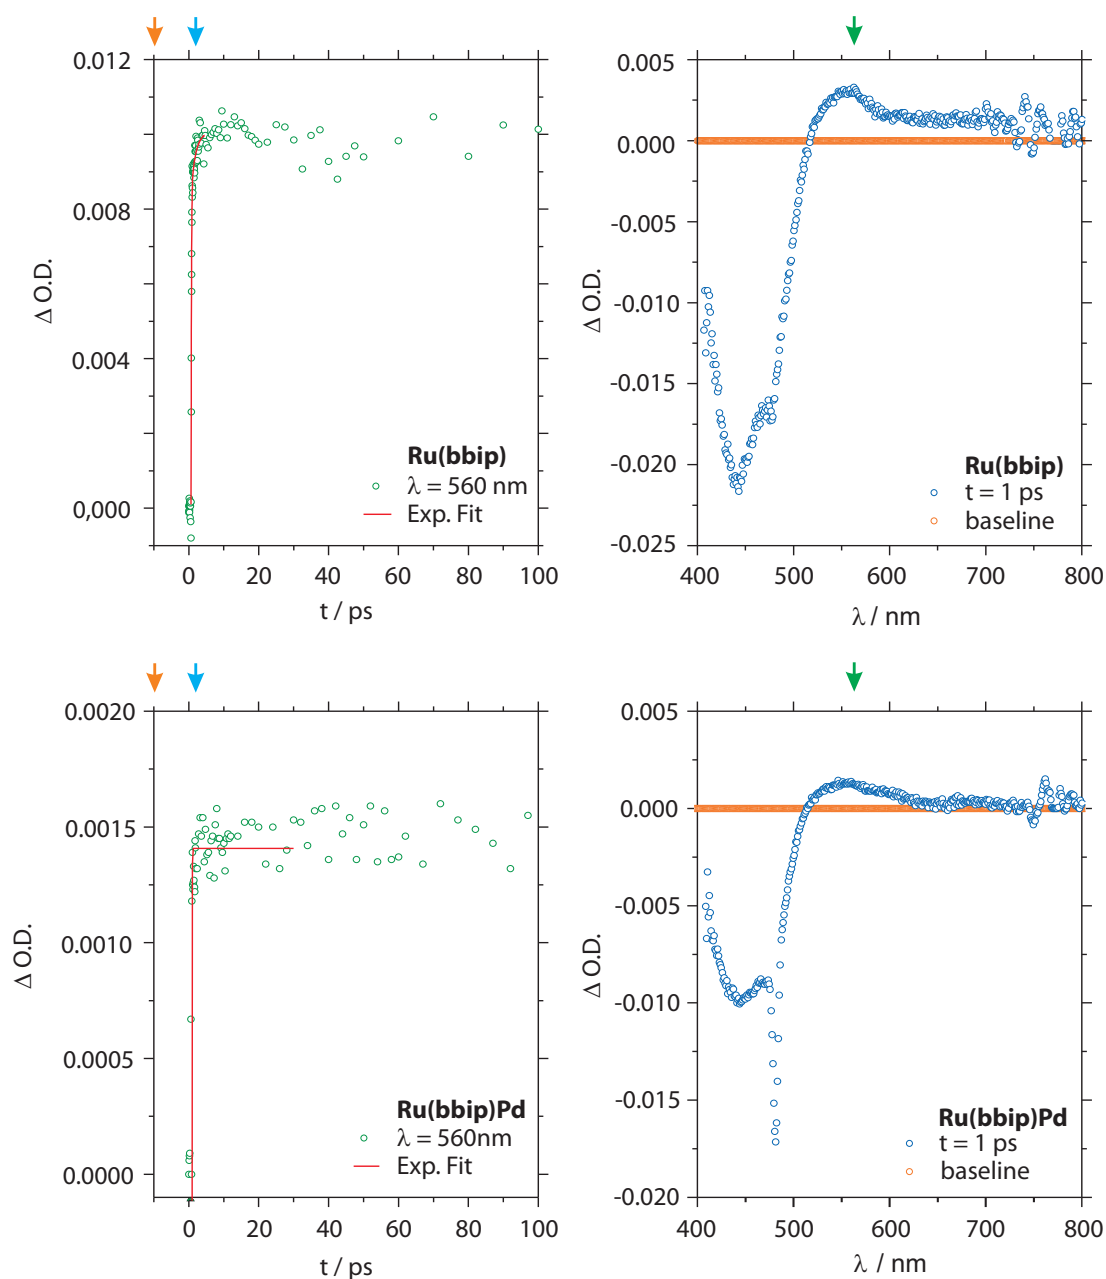 0.012
0.008
0.004
0,000
Δ O.D.
0 20 40 60 80 100
t / ps
Ru(bbip)
λ = 560 nm
Exp. Fit
0.005
0.000
-0.005
-0.010
-0.015
-0.020
-0.025
Δ O.D.
400 500 600 700 800
λ / nm
Ru(bbip)
t = 1 ps
baseline
0.0020
0.0015
0.0010
0.0005
0.0000
Δ O.D.
0 20 40 60 80 100
t / ps
Ru(bbip)Pd
λ = 560nm
Exp. Fit
0.005
0.000
-0.005
-0.010
-0.015
-0.020
Δ O.D.
400 500 600 700 800
λ / nm
Ru(bbip)Pd
t = 1 ps
baseline